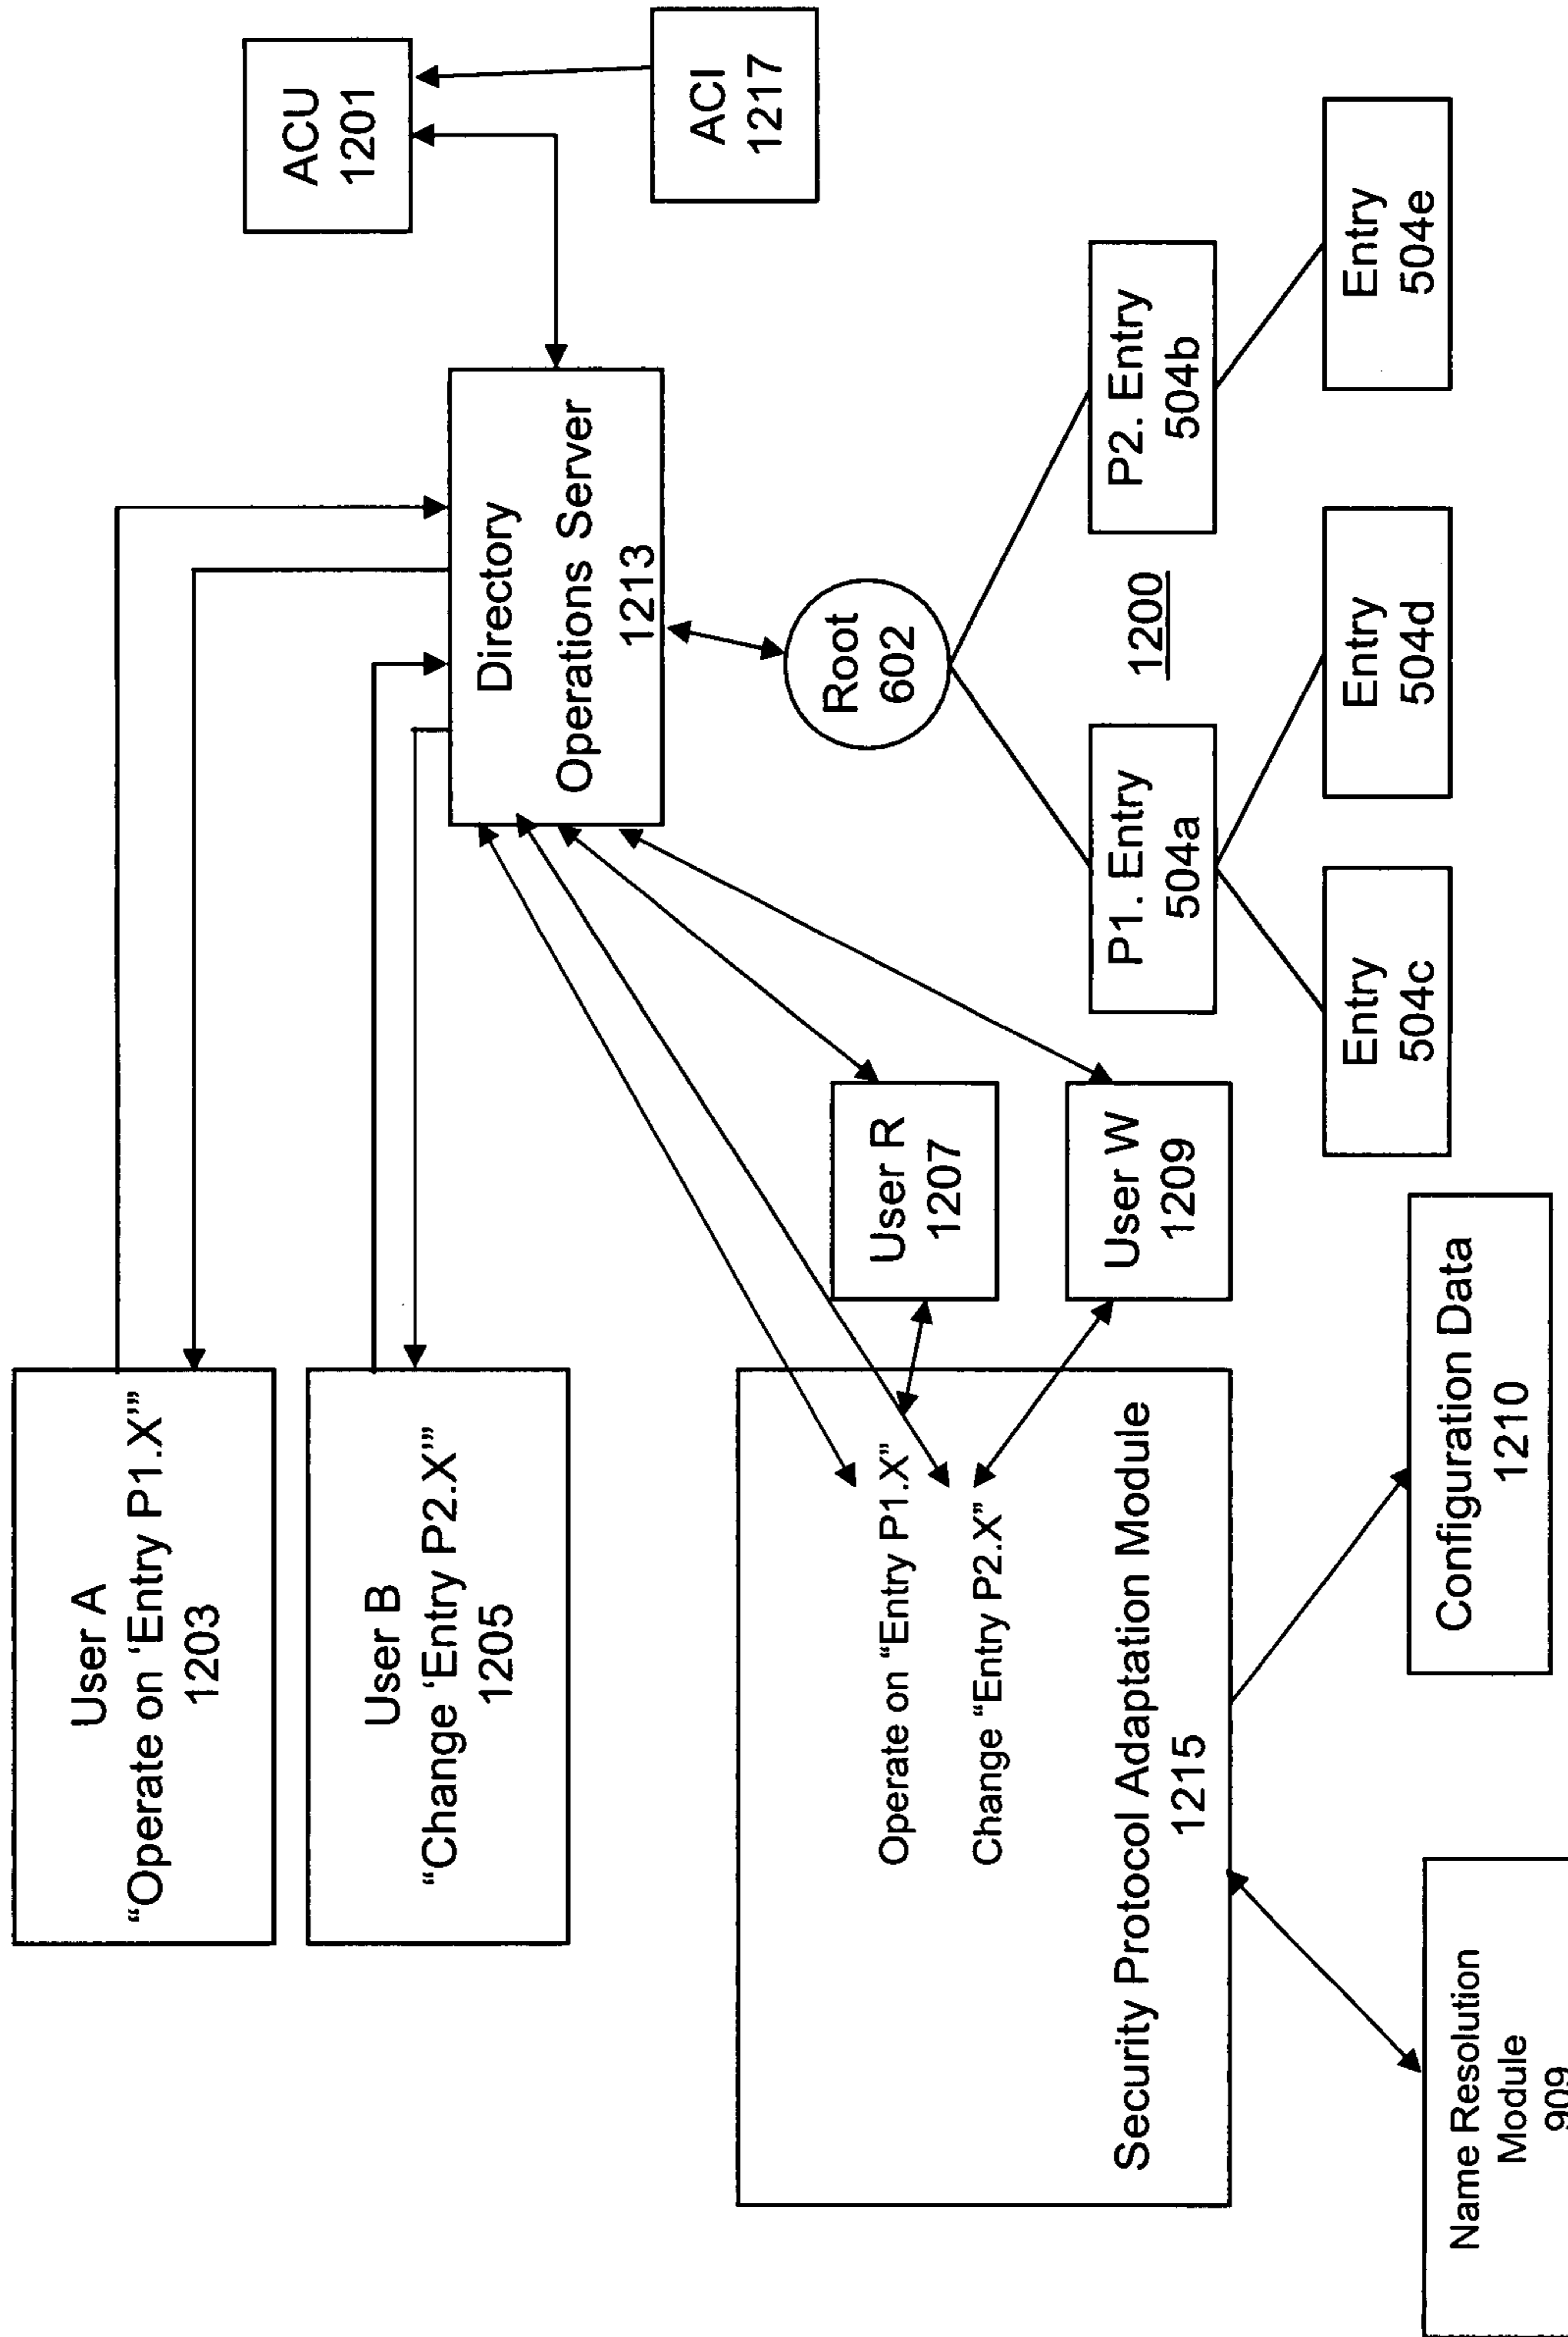 User A
“Operate on ‘Entry P1.X’”
1203
User B
“Change ‘Entry P2.X’”
1205
Operate on “Entry P1.X”
Change “Entry P2.X”
Security Protocol Adaptation Module
1215
Name Resolution
Module
909
Configuration Data
1210
User R
1207
User W
1209
Directory
Operations Server
1213
ACU
1201
ACI
1217
Root
602
P1. Entry
504a
1200
P2. Entry
504b
Entry
504c
Entry
504d
Entry
504e